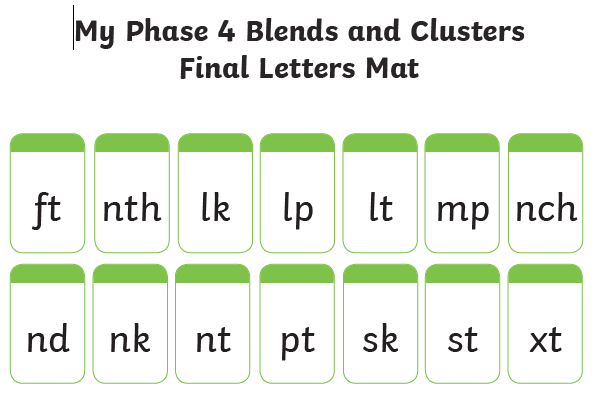 My Phase 4 Blends and Clusters
Final Letters Mat
ft nth lk lp lt mp nch
nd nk nt pt sk st xt